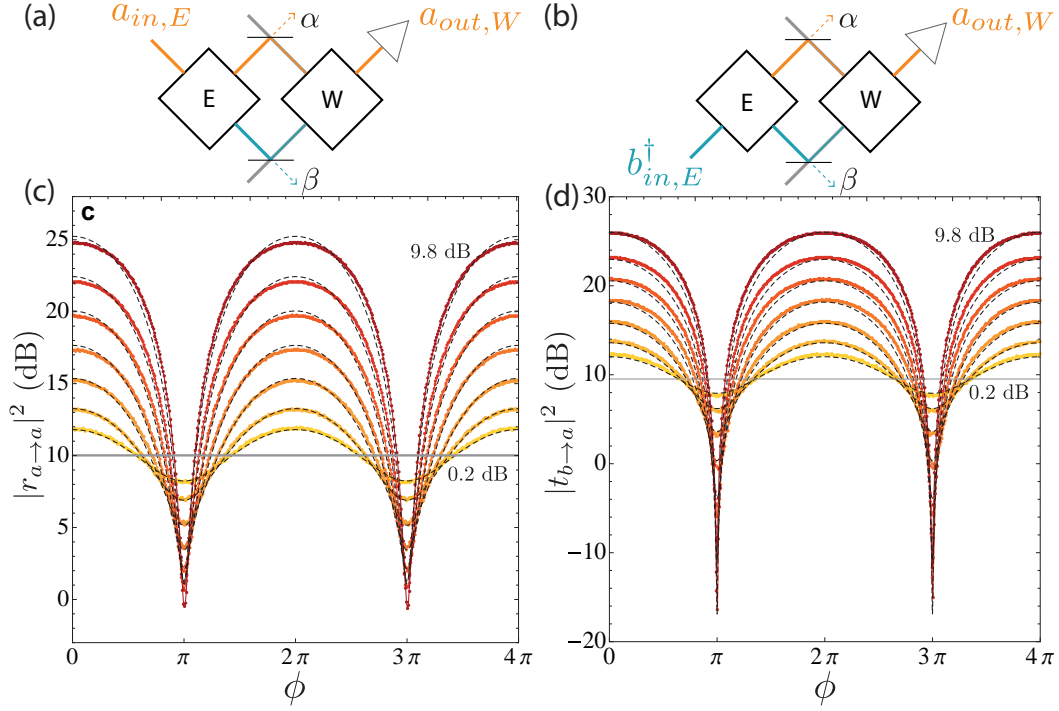 (a)
a_{in,E}
α
a_{out,W}
E
W
β
(b)
α
a_{out,W}
E
W
b^{†}_{in,E}
β
(c)
c
|r_{a→a}|^2 (dB)
25
20
15
10
5
0
9.8 dB
0.2 dB
0
π
2π
3π
4π
ϕ
(d)
|t_{b→a}|^2 (dB)
30
20
10
0
−10
−20
9.8 dB
0.2 dB
0
π
2π
3π
4π
ϕ